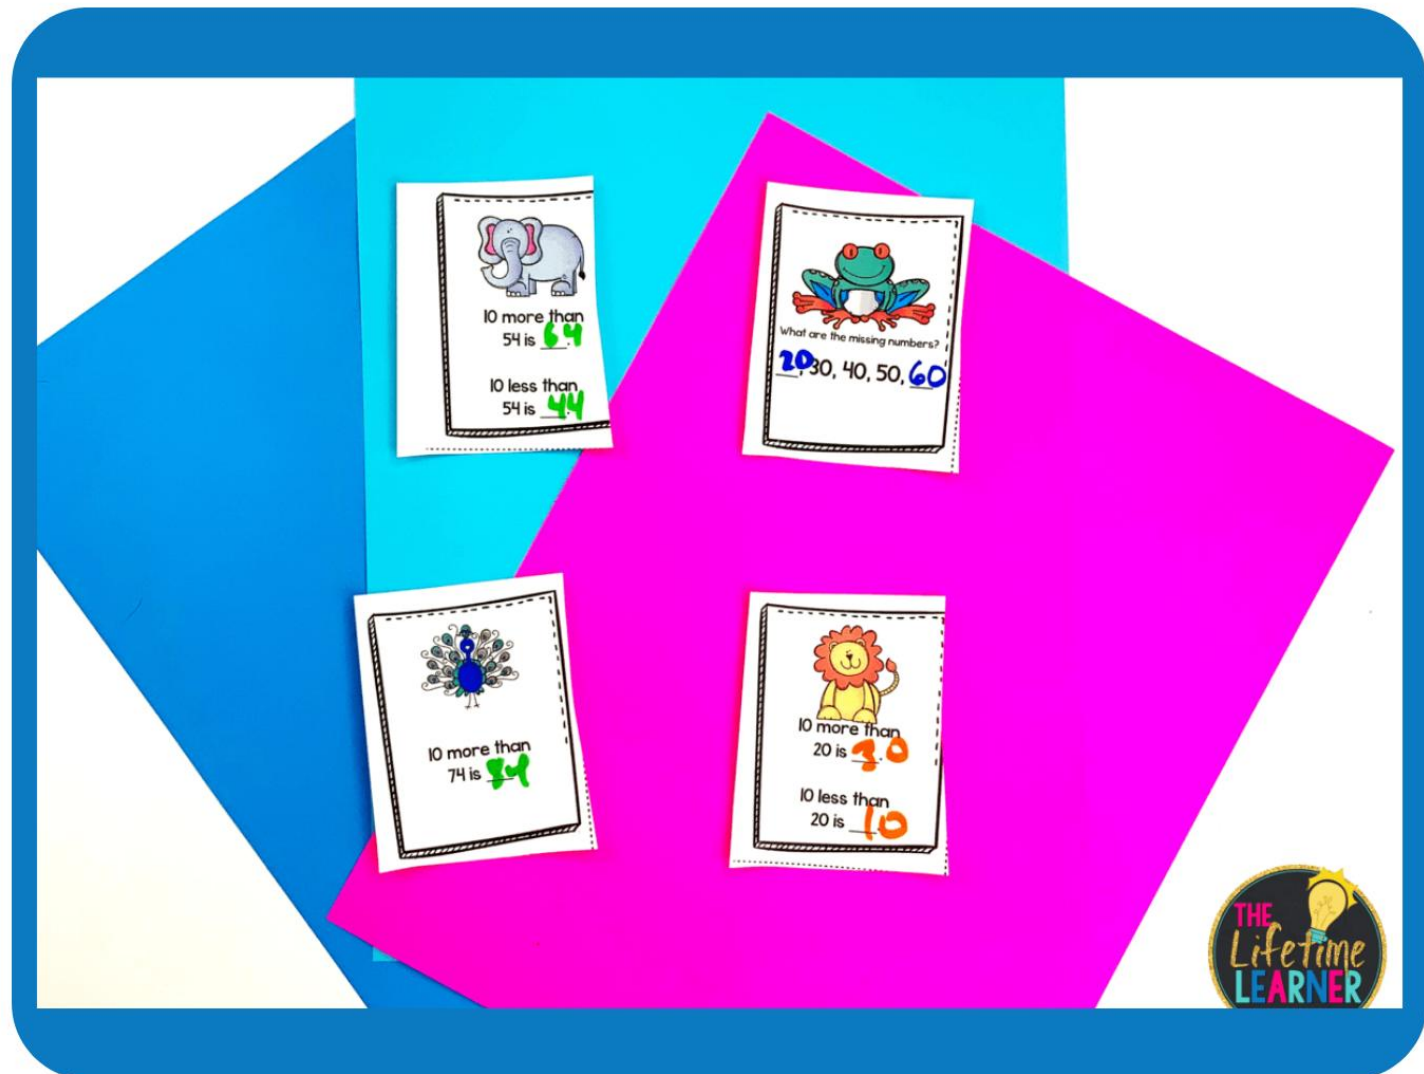 10 more than
54 is 64.
10 less than
54 is 44.
What are the missing numbers?
20, 30, 40, 50, 60
10 more than
74 is 84
10 more than
20 is 30.
10 less than
20 is 10.
THE
Lifetime
LEARNER